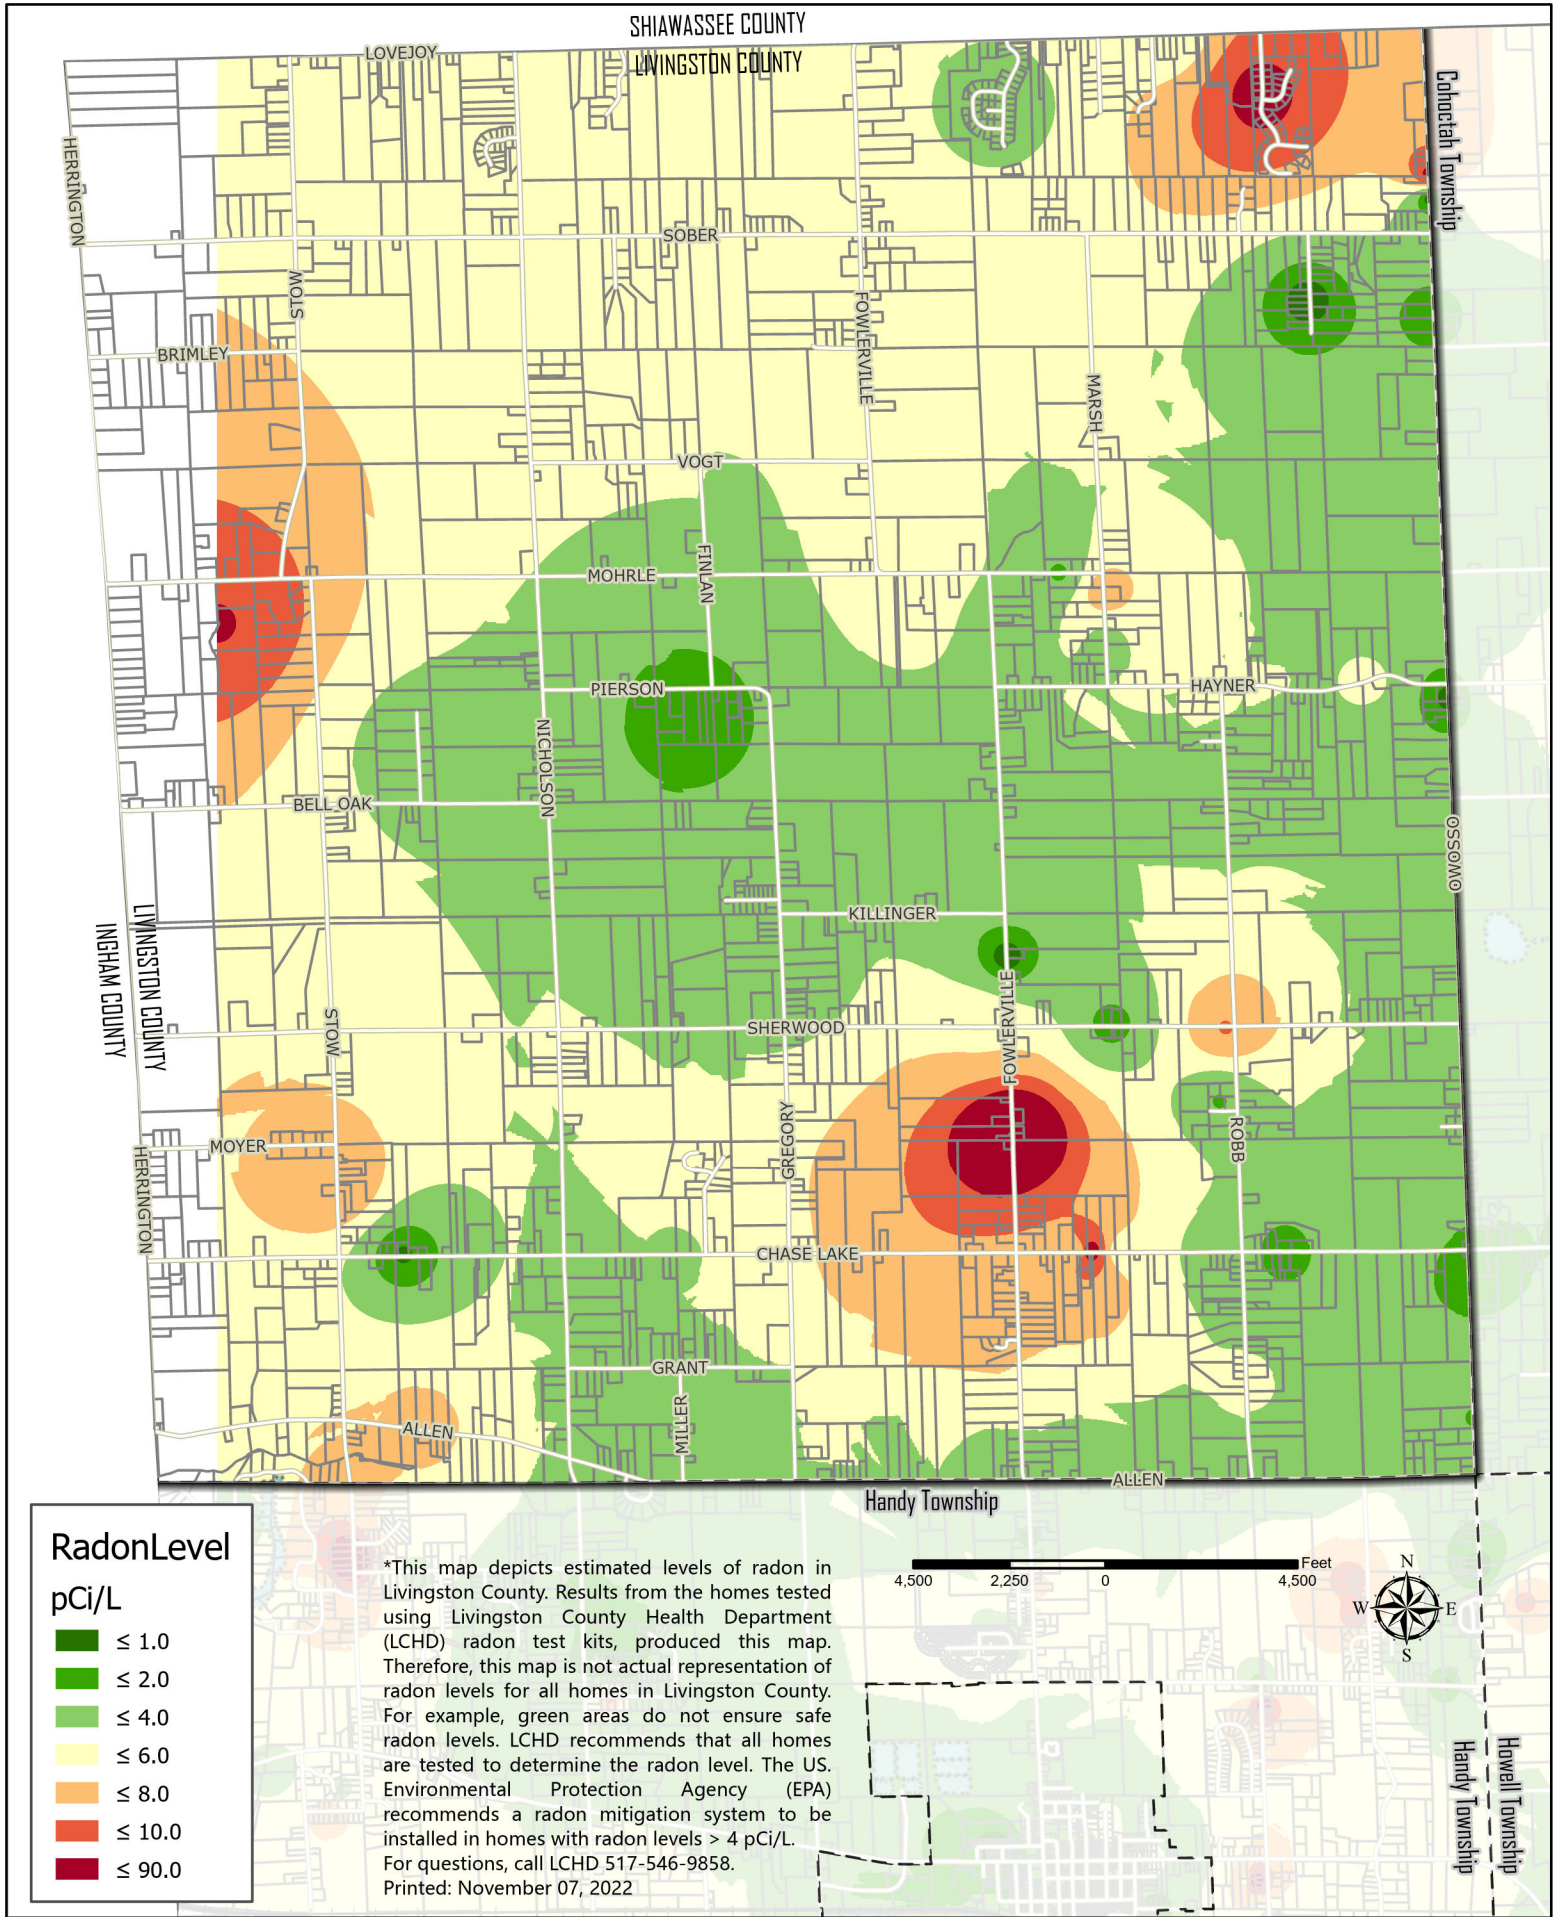 SHIAWASSEE COUNTY
LOVEJOY
LIVINGSTON COUNTY
Cohoctah Township
HERRINGTON
SOBER
STOW
FOWLERVILLE
BRIMLEY
MARSH
VOGT
FINLAN
MOHRLE
PIERSON
HAYNER
NICHOLSON
BELL OAK
OWOSSO
KILLINGER
LIVINGSTON COUNTY
INGHAM COUNTY
STOW
FOWLERVILLE
SHERWOOD
GREGORY
ROBB
MOYER
HERRINGTON
CHASE LAKE
GRANT
MILLER
ALLEN
ALLEN
Handy Township
RadonLevel
pCi/L
≤ 1.0
≤ 2.0
≤ 4.0
≤ 6.0
≤ 8.0
≤ 10.0
≤ 90.0
*This map depicts estimated levels of radon in
Livingston County. Results from the homes tested
using Livingston County Health Department
(LCHD) radon test kits, produced this map.
Therefore, this map is not actual representation of
radon levels for all homes in Livingston County.
For example, green areas do not ensure safe
radon levels. LCHD recommends that all homes
are tested to determine the radon level. The US.
Environmental Protection Agency (EPA)
recommends a radon mitigation system to be
installed in homes with radon levels > 4 pCi/L.
For questions, call LCHD 517-546-9858.
Printed: November 07, 2022
Feet
4,500 2,250 0 4,500
N
W E
S
Handy Township
Howell Township